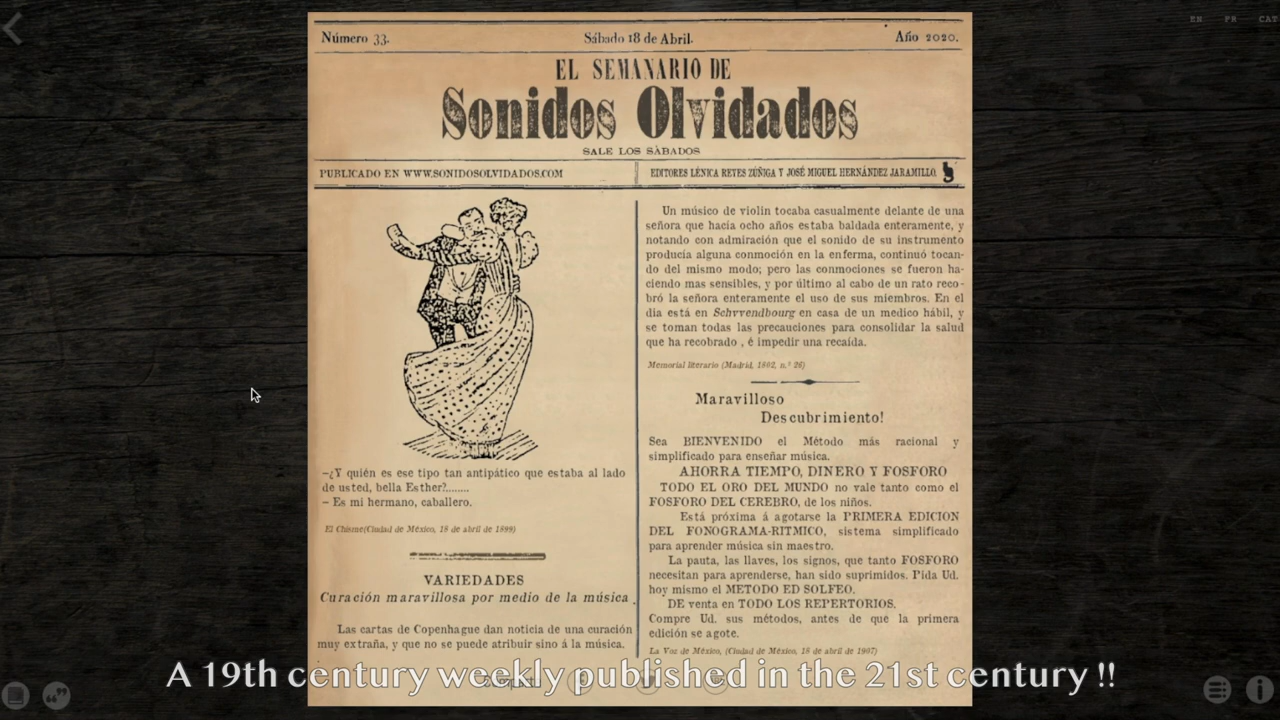 EN FR CAT
Número 33. Sábado 18 de Abril. Año 2020.
EL SEMANARIO DE
Sonidos Olvidados
SALE LOS SÀBADOS
PUBLICADO EN WWW.SONIDOSOLVIDADOS.COM
EDITORES LÉNICA REYES ZÚÑIGA Y JOSÉ MIGUEL HERNÁNDEZ JARAMILLO.
–¿Y quién es ese tipo tan antipático que estaba al lado
de usted, bella Esther?........
– Es mi hermano, caballero.
El Chisme(Ciudad de México, 18 de abril de 1899)
VARIEDADES
Curación maravillosa por medio de la música.
Las cartas de Copenhague dan noticia de una curación
muy extraña, y que no se puede atribuir sino á la música.
Un músico de violin tocaba casualmente delante de una
señora que hacía ocho años estaba baldada enteramente, y
notando con admiración que el sonido de su instrumento
producía alguna conmoción en la enferma, continuó tocan-
do del mismo modo; pero las conmociones se fueron ha-
ciendo mas sensibles, y por último al cabo de un rato reco-
bró la señora enteramente el uso de sus miembros. En el
día está en Schvvendbourg en casa de un medico hábil, y
se toman todas las precauciones para consolidar la salud
que ha recobrado , é impedir una recaída.
Memorial literario (Madrid, 1802, n.º 26)
Maravilloso
Descubrimiento!
Sea BIENVENIDO el Método más racional y
simplificado para enseñar música.
AHORRA TIEMPO, DINERO Y FOSFORO
TODO EL ORO DEL MUNDO no vale tanto como el
FOSFORO DEL CEREBRO, de los niños.
Está próxima á agotarse la PRIMERA EDICION
DEL FONOGRAMA-RITMICO, sistema simplificado
para aprender música sin maestro.
La pauta, las llaves, los signos, que tanto FOSFORO
necesitan para aprenderse, han sido suprimidos. Pida Ud.
hoy mismo el METODO ED SOLFEO.
DE venta en TODO LOS REPERTORIOS.
Compre Ud. sus métodos, antes de que la primera
edición se agote.
La Voz de México, (Ciudad de México, 18 de abril de 1907)
A 19th century weekly published in the 21st century !!